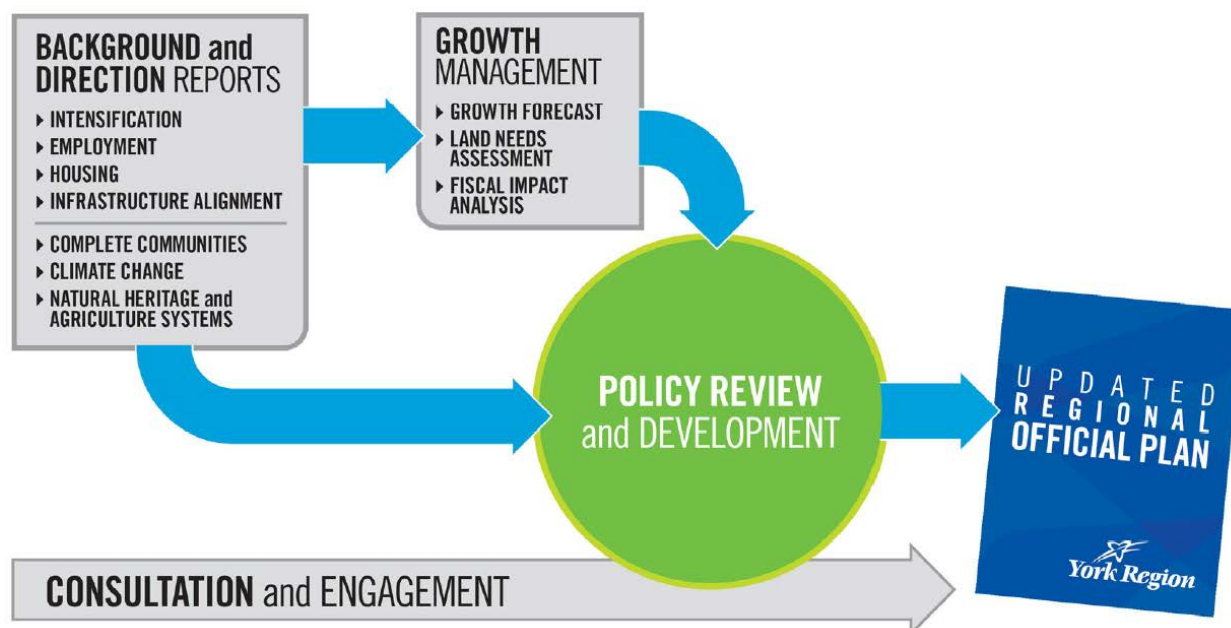 BACKGROUND and
DIRECTION REPORTS
INTENSIFICATION
EMPLOYMENT
HOUSING
INFRASTRUCTURE ALIGNMENT
COMPLETE COMMUNITIES
CLIMATE CHANGE
NATURAL HERITAGE and
AGRICULTURE SYSTEMS
GROWTH
MANAGEMENT
GROWTH FORECAST
LAND NEEDS
ASSESSMENT
FISCAL IMPACT
ANALYSIS
POLICY REVIEW
and DEVELOPMENT
UPDATED
REGIONAL
OFFICIAL PLAN
York Region
CONSULTATION and ENGAGEMENT